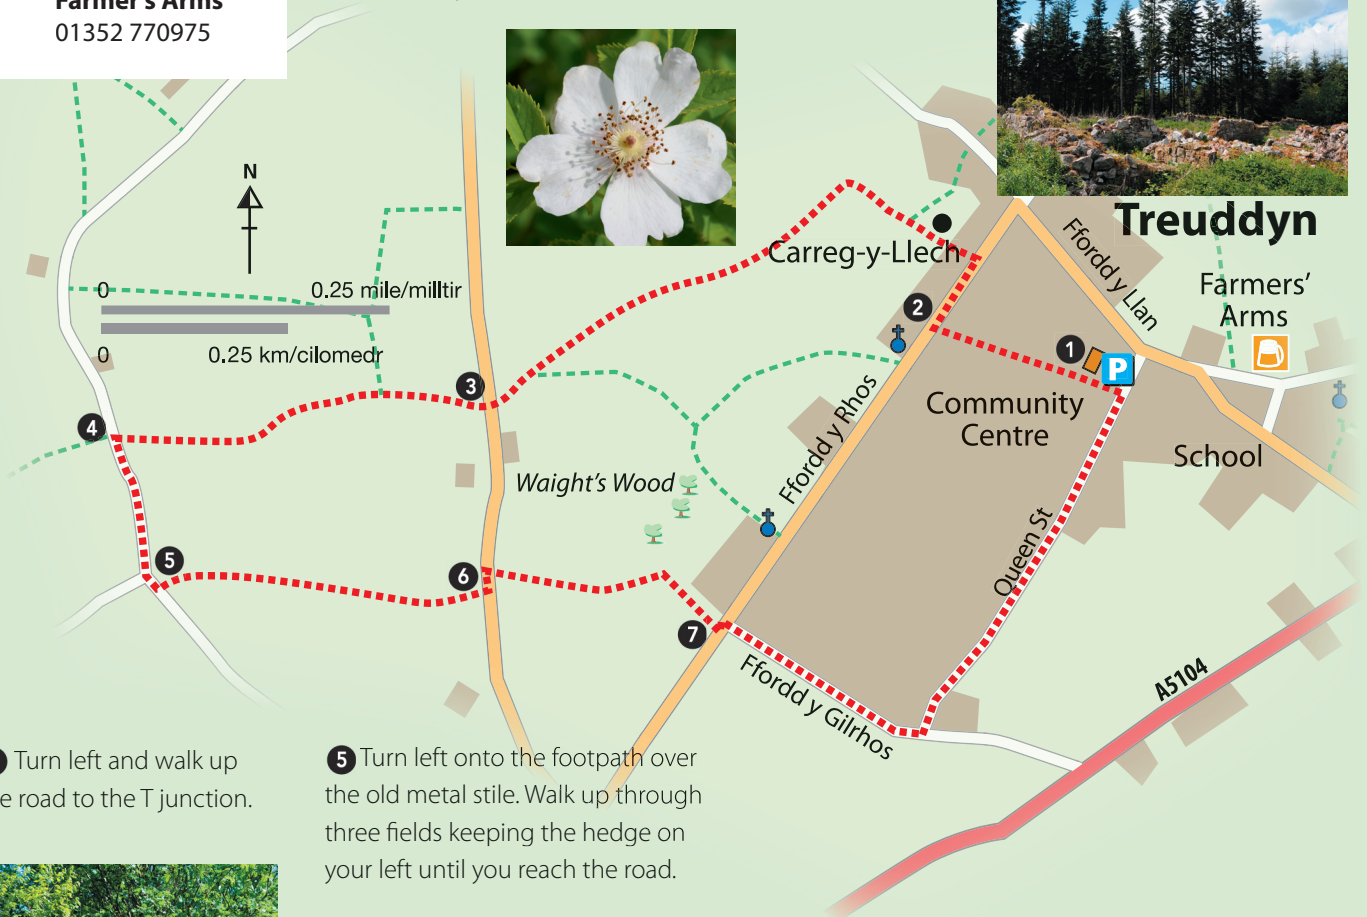 Farmer's Arms
01352 770975
N
0 0.25 mile/milltir
0 0.25 km/cilomedr
Treuddyn
Carreg-y-Llech
Ffordd y Llan
Farmers'
Arms
2
1
P
3
Community
Centre
Ffordd y Rhos
School
4
Waight's Wood
Queen St
5
6
7
Ffordd y Gilrhos
A5104
Turn left and walk up
road to the T junction.
5 Turn left onto the footpath over
the old metal stile. Walk up through
three fields keeping the hedge on
your left until you reach the road.